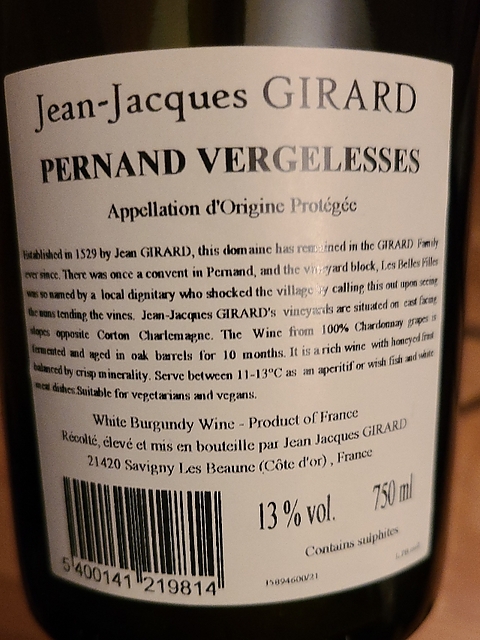 Jean-Jacques GIRARD
PERNAND VERGELESSES
Appellation d'Origine Protégée
Established in 1529 by Jean GIRARD, this domaine has remained in the GIRARD Family
ever since. There was once a convent in Pernand, and the vineyard block, Les Belles Filles
was so named by a local dignitary who shocked the village by calling this out upon seeing
the nuns tending the vines. Jean-Jacques GIRARD's vineyards are situated on east facing
slopes opposite Corton Charlemagne. The Wine from 100% Chardonnay grapes is
fermented and aged in oak barrels for 10 months. It is a rich wine with honeyed fruit
balanced by crisp minerality. Serve between 11-13°C as an aperitif or wish fish and white
meat dishes.Suitable for vegetarians and vegans.
White Burgundy Wine - Product of France
Récolté, élevé et mis en bouteille par Jean Jacques GIRARD
21420 Savigny Les Beaune (Côte d'or) , France
13 % vol. 750 ml
Contains sulphites
5 400141 219814
15894600/21